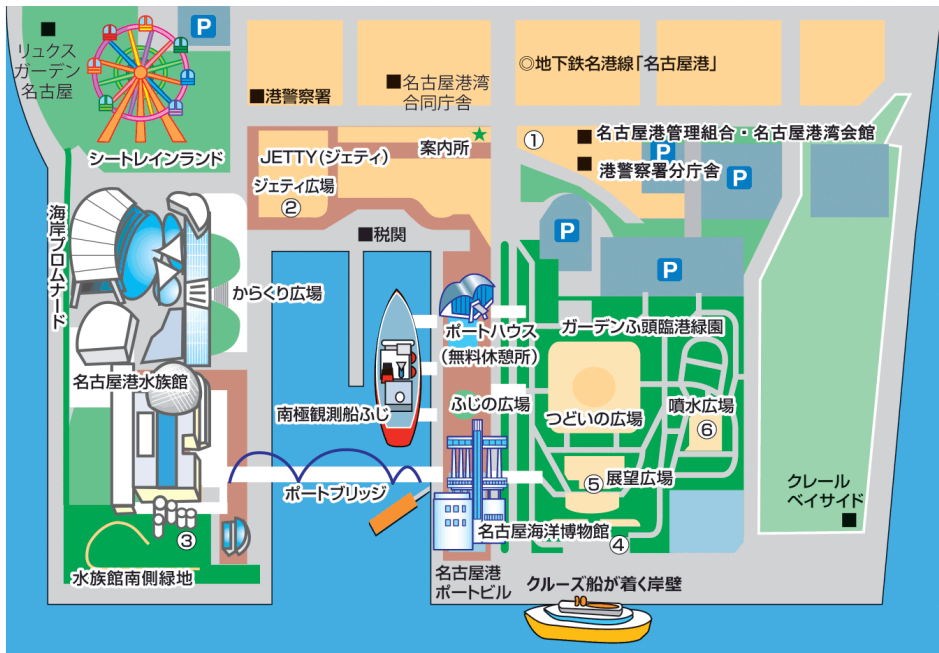 P
リュクス
ガーデン
名古屋
シートレインランド
■港警察署
■名古屋港湾
合同庁舎
◎地下鉄名港線「名古屋港」
案内所
①
名古屋港管理組合・名古屋港湾会館
港警察署分庁舎
P
P
JETTY(ジェティ)
ジェティ広場
②
海岸プロムナード
■税関
P
P
からくり広場
ポートハウス
(無料休憩所)
ガーデンふ頭臨港緑園
名古屋港水族館
南極観測船ふじ
ふじの広場
つどいの広場
噴水広場
⑥
ポートブリッジ
⑤
展望広場
クレール
ベイサイド
③
名古屋海洋博物館
④
水族館南側緑地
名古屋港
ポートビル
クルーズ船が着く岸壁